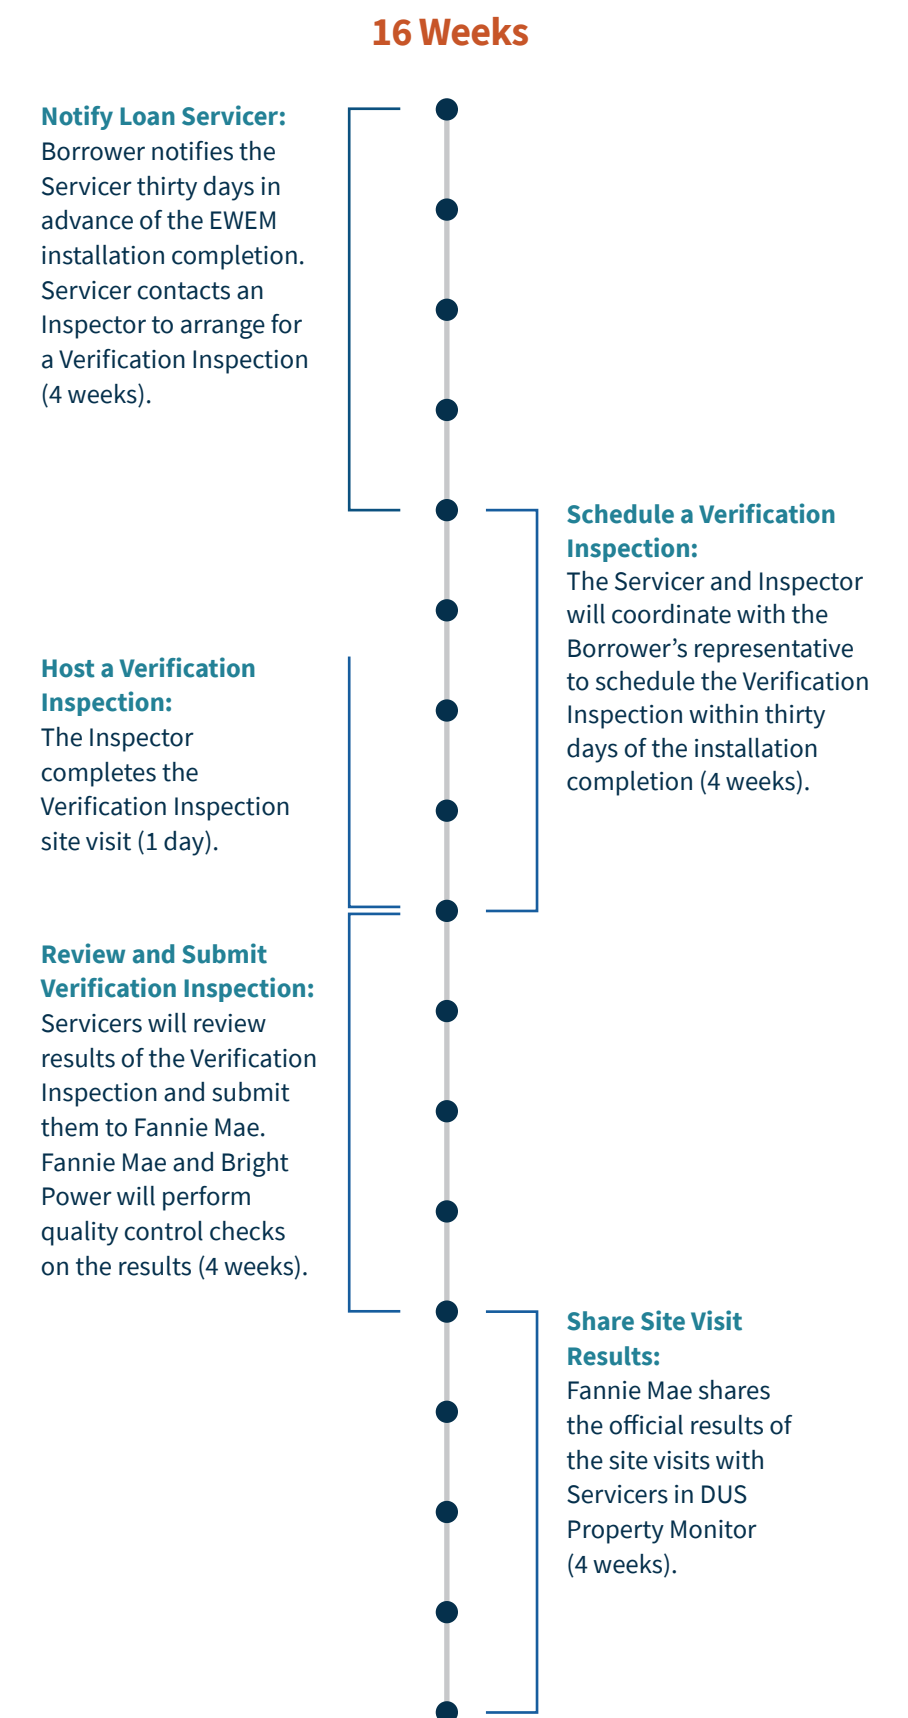 16 Weeks
Notify Loan Servicer:
Borrower notifies the
Servicer thirty days in
advance of the EWEM
installation completion.
Servicer contacts an
Inspector to arrange for
a Verification Inspection
(4 weeks).
Schedule a Verification
Inspection:
The Servicer and Inspector
will coordinate with the
Borrower’s representative
to schedule the Verification
Inspection within thirty
days of the installation
completion (4 weeks).
Host a Verification
Inspection:
The Inspector
completes the
Verification Inspection
site visit (1 day).
Review and Submit
Verification Inspection:
Servicers will review
results of the Verification
Inspection and submit
them to Fannie Mae.
Fannie Mae and Bright
Power will perform
quality control checks
on the results (4 weeks).
Share Site Visit
Results:
Fannie Mae shares
the official results of
the site visits with
Servicers in DUS
Property Monitor
(4 weeks).